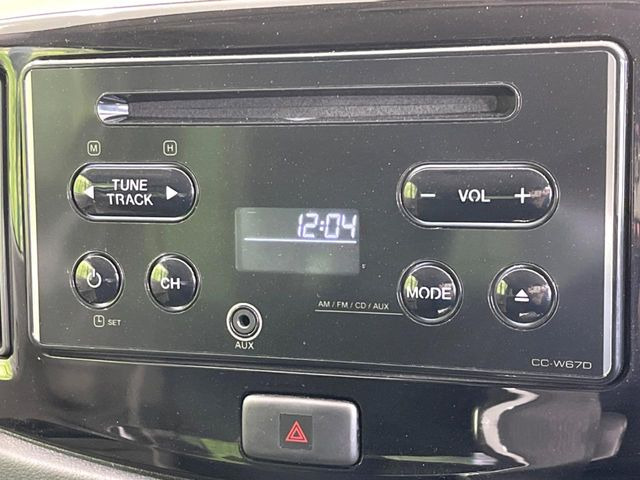 M H
TUNE
TRACK
− VOL +
12:04
CH
MODE
SET
AM / FM / CD / AUX
AUX
CC-W67D